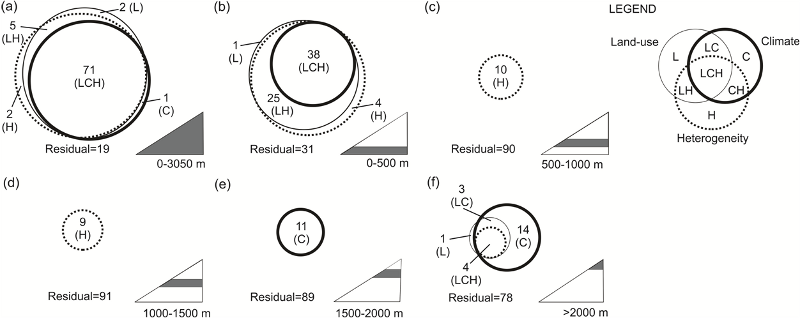 (a)
2 (L)
5
(LH)
71
(LCH)
2
(H)
1
(C)
Residual=19
0-3050 m
(b)
1
(L)
38
(LCH)
25
(LH)
4
(H)
Residual=31
0-500 m
(c)
10
(H)
Residual=90
500-1000 m
LEGEND
Land-use
Climate
L
LC
C
LCH
LH
CH
H
Heterogeneity
(d)
9
(H)
Residual=91
1000-1500 m
(e)
11
(C)
Residual=89
1500-2000 m
(f)
3
(LC)
14
(C)
1
(L)
4
(LCH)
Residual=78
>2000 m